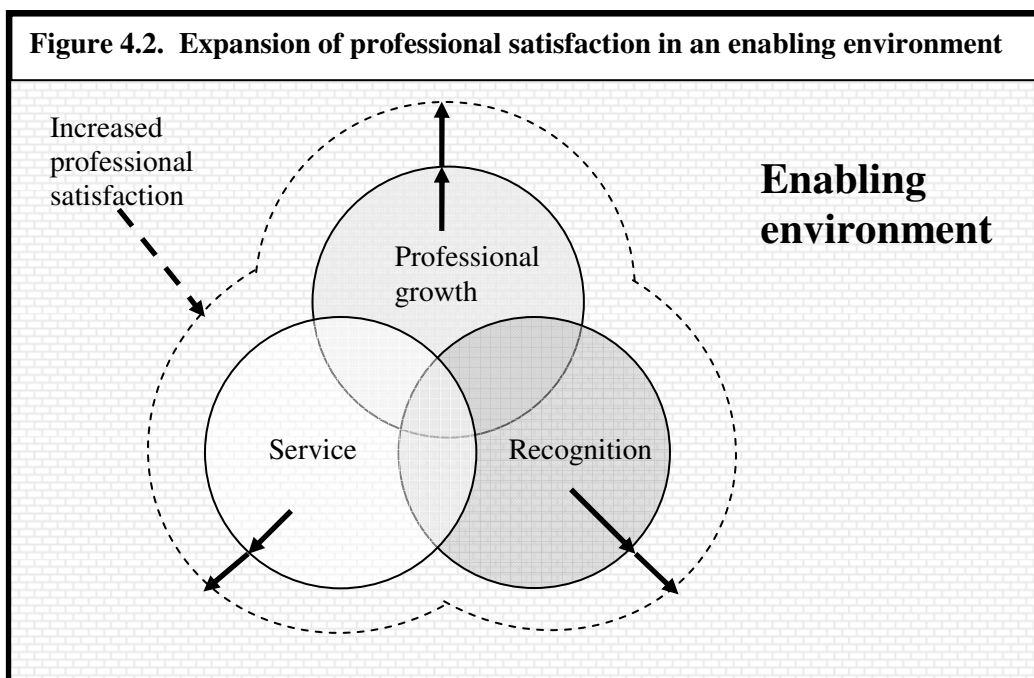 Figure 4.2.  Expansion of professional satisfaction in an enabling environment
Increased
professional
satisfaction
Enabling
environment
Professional
growth
Service
Recognition